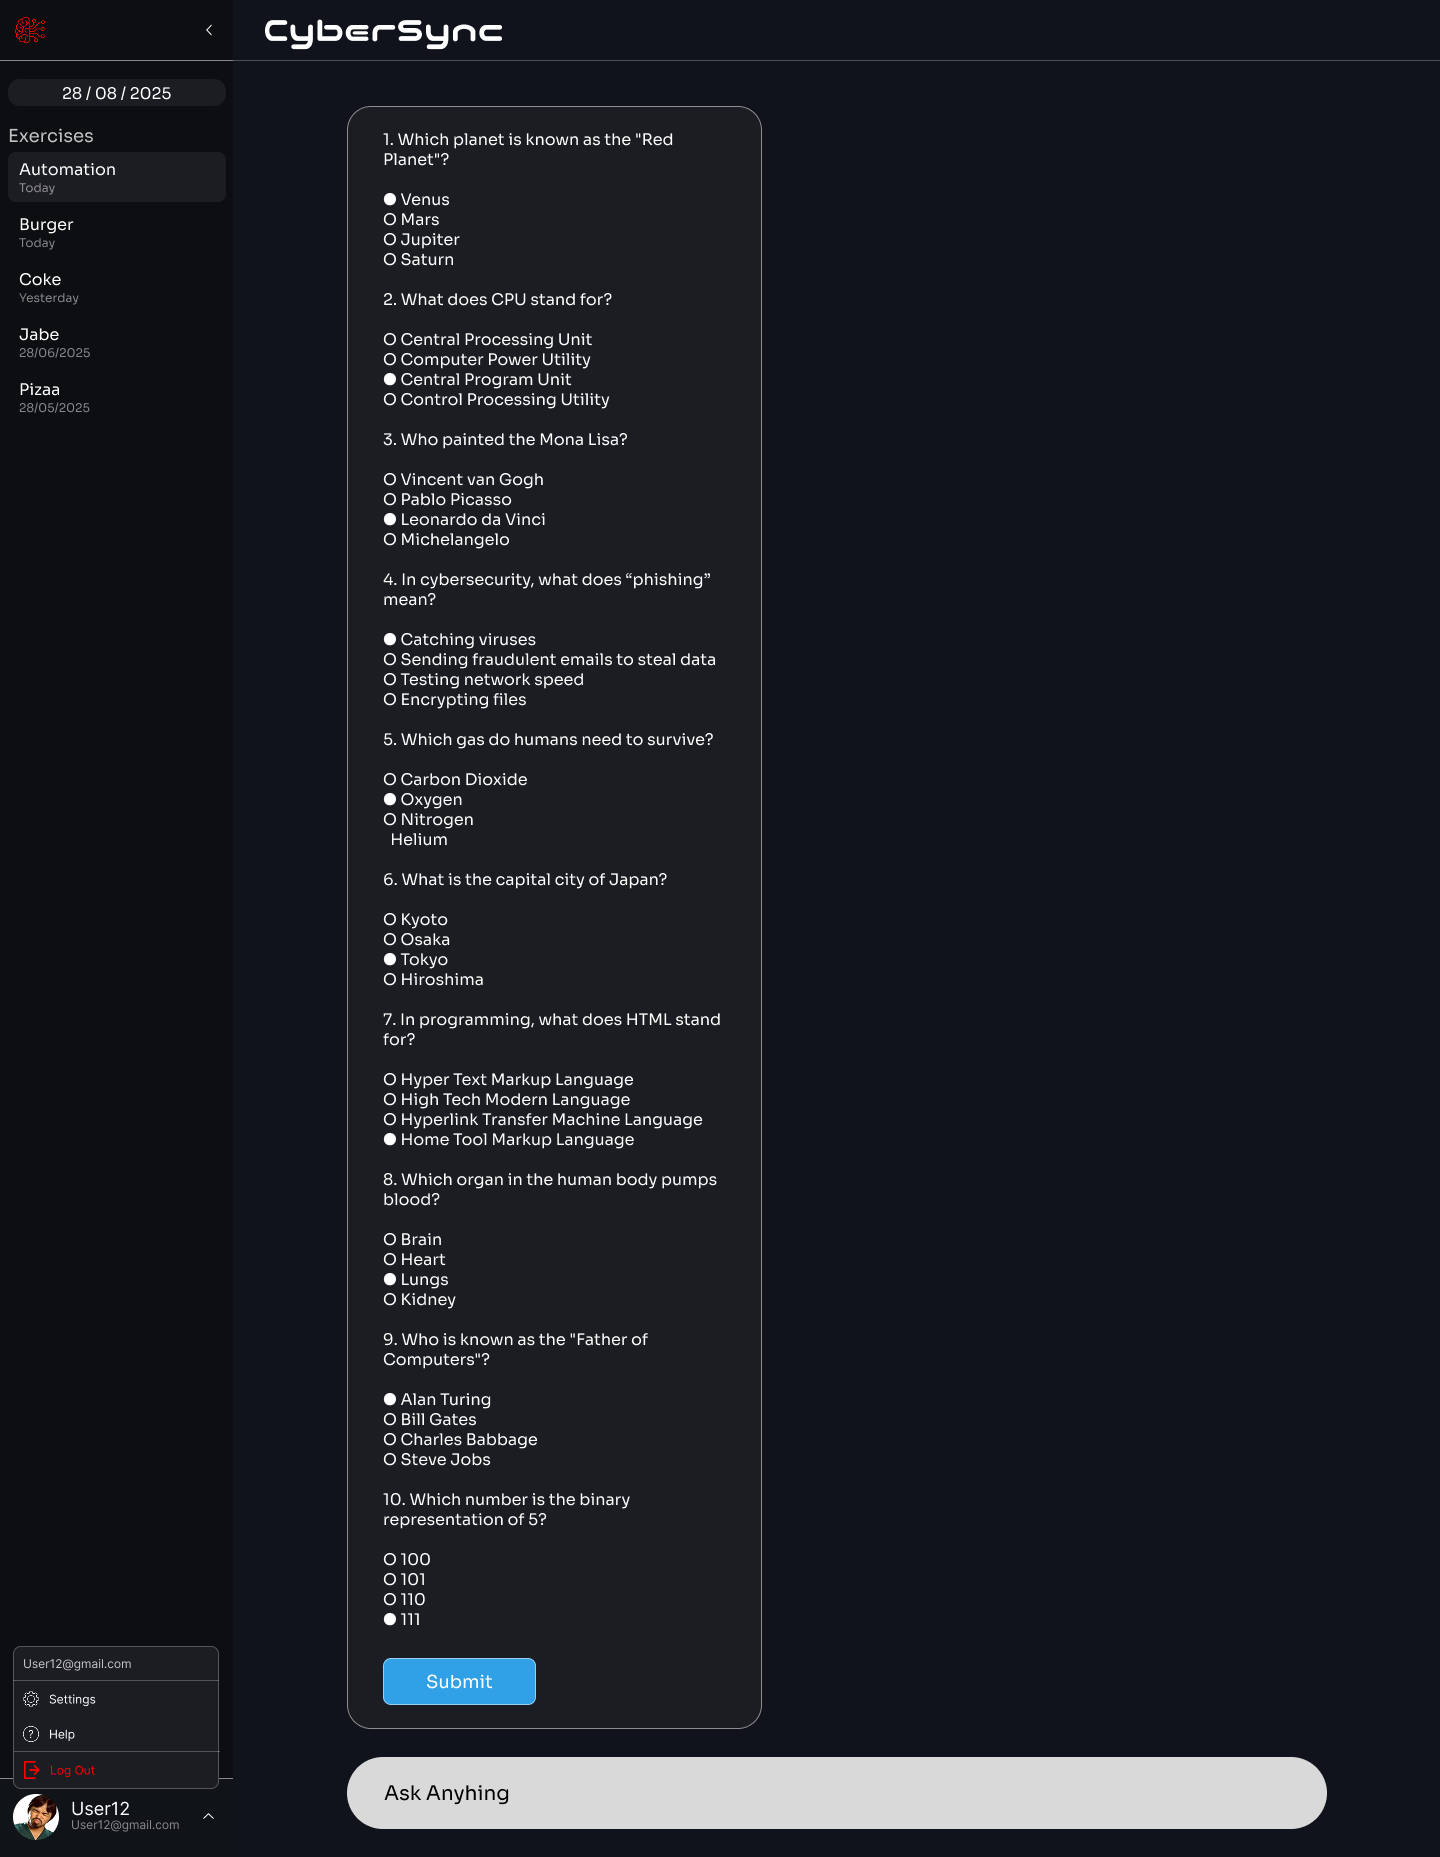 CyberSync
28 / 08 / 2025
Exercises
Automation
Today
Burger
Today
Coke
Yesterday
Jabe
28/06/2025
Pizaa
28/05/2025
User12@gmail.com
Settings
Help
Log Out
User12
User12@gmail.com
1. Which planet is known as the "Red
Planet"?
● Venus
O Mars
O Jupiter
O Saturn
2. What does CPU stand for?
O Central Processing Unit
O Computer Power Utility
● Central Program Unit
O Control Processing Utility
3. Who painted the Mona Lisa?
O Vincent van Gogh
O Pablo Picasso
● Leonardo da Vinci
O Michelangelo
4. In cybersecurity, what does “phishing”
mean?
● Catching viruses
O Sending fraudulent emails to steal data
O Testing network speed
O Encrypting files
5. Which gas do humans need to survive?
O Carbon Dioxide
● Oxygen
O Nitrogen
Helium
6. What is the capital city of Japan?
O Kyoto
O Osaka
● Tokyo
O Hiroshima
7. In programming, what does HTML stand
for?
O Hyper Text Markup Language
O High Tech Modern Language
O Hyperlink Transfer Machine Language
● Home Tool Markup Language
8. Which organ in the human body pumps
blood?
O Brain
O Heart
● Lungs
O Kidney
9. Who is known as the "Father of
Computers"?
● Alan Turing
O Bill Gates
O Charles Babbage
O Steve Jobs
10. Which number is the binary
representation of 5?
O 100
O 101
O 110
● 111
Submit
Ask Anyhing